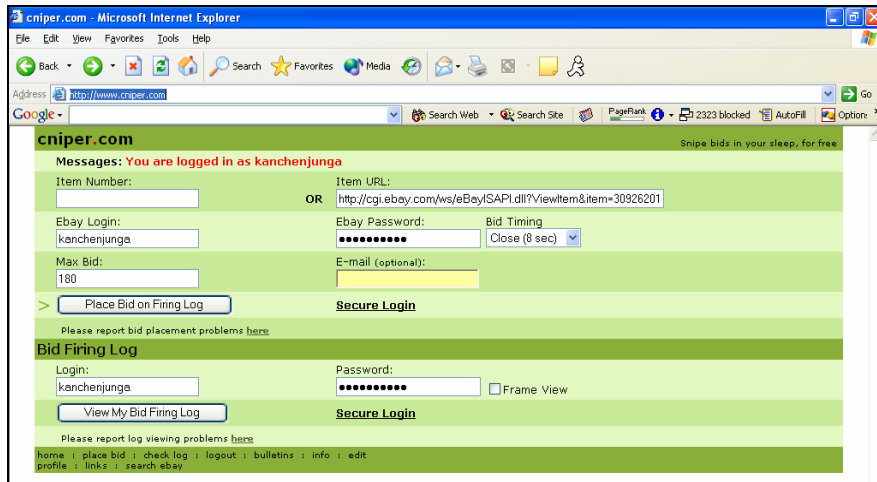 cniper.com - Microsoft Internet Explorer
File Edit View Favorites Tools Help
Back Search Favorites Media
Address http://www.cniper.com Go
Google Search Web Search Site PageRank 2323 blocked AutoFill Option:
cniper.com Snipe bids in your sleep, for free
Messages: You are logged in as kanchenjunga
Item Number: Item URL:
OR http://cgi.ebay.com/ws/eBayISAPI.dll?ViewItem&item=30926201
Ebay Login: Ebay Password: Bid Timing
kanchenjunga •••••••••• Close (8 sec)
Max Bid: E-mail (optional):
180
> Place Bid on Firing Log Secure Login
Please report bid placement problems here
Bid Firing Log
Login: Password:
kanchenjunga •••••••••• Frame View
View My Bid Firing Log Secure Login
Please report log viewing problems here
home : place bid : check log : logout : bulletins : info : edit
profile : links : search ebay